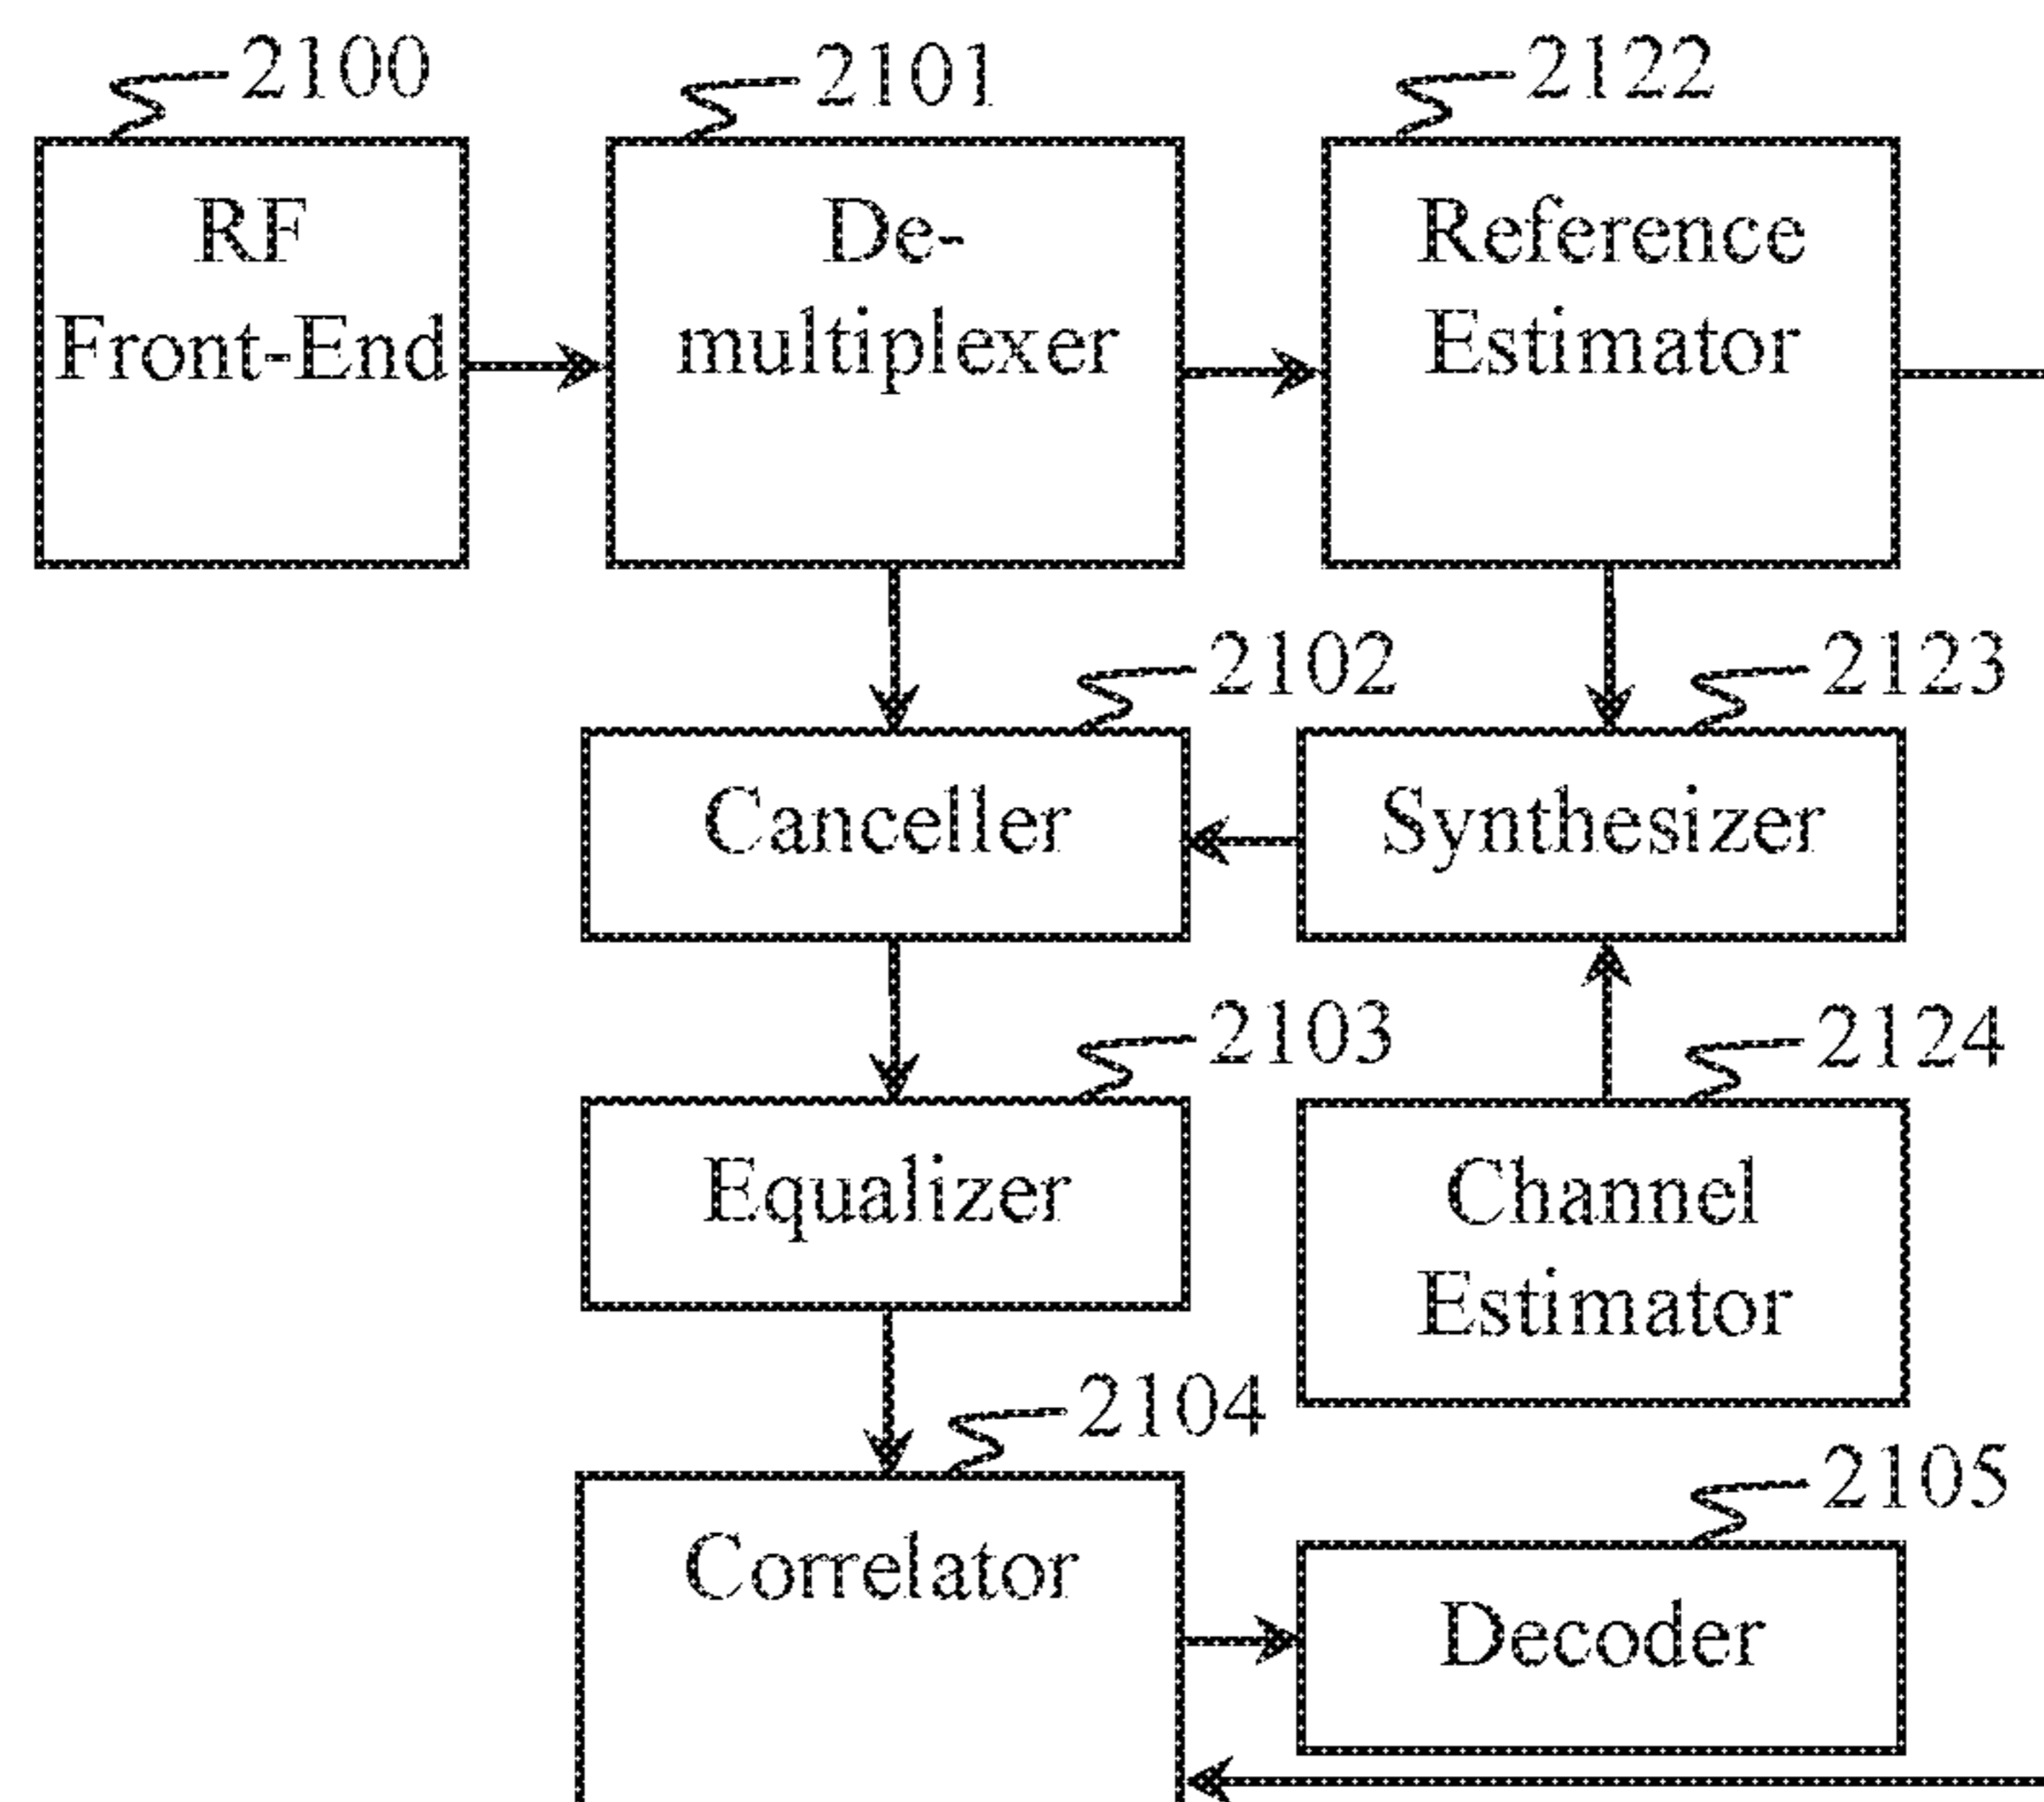 2100
2101
2122
RF
Front-End
De-
multiplexer
Reference
Estimator
2102
2123
Canceller
Synthesizer
2103
2124
Equalizer
Channel
Estimator
2104
2105
Correlator
Decoder